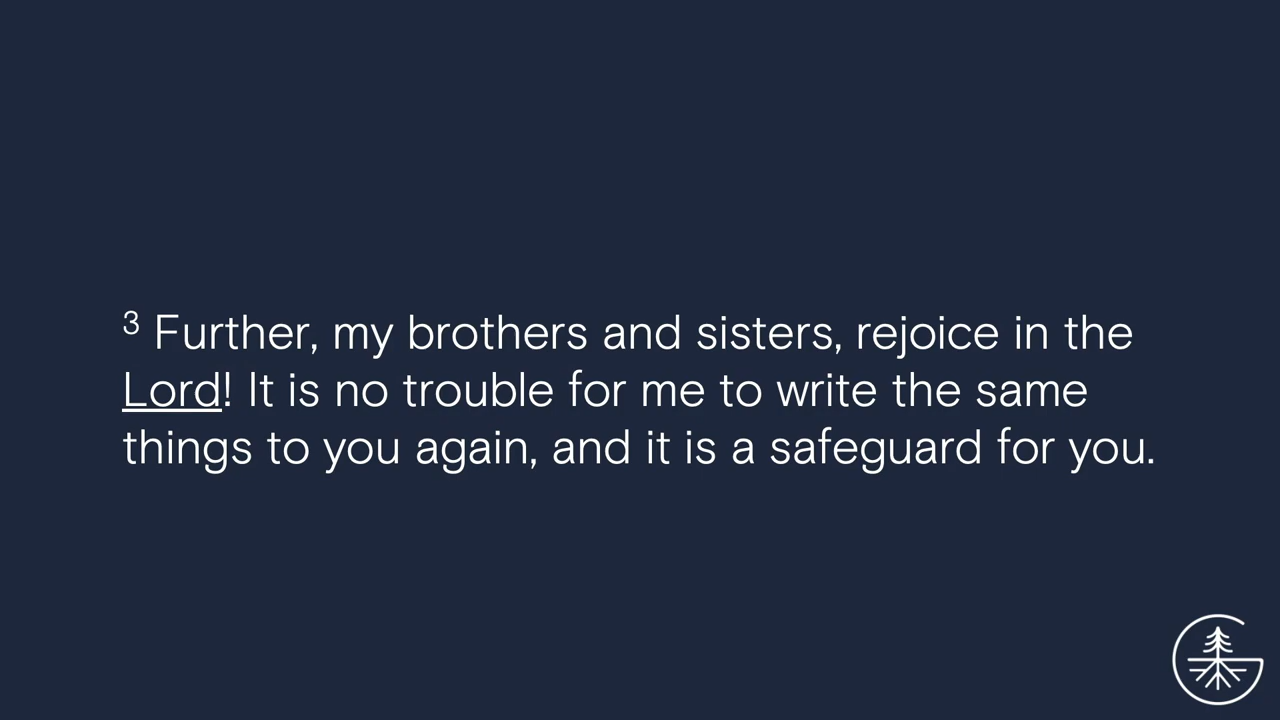 ³ Further, my brothers and sisters, rejoice in the
Lord! It is no trouble for me to write the same
things to you again, and it is a safeguard for you.